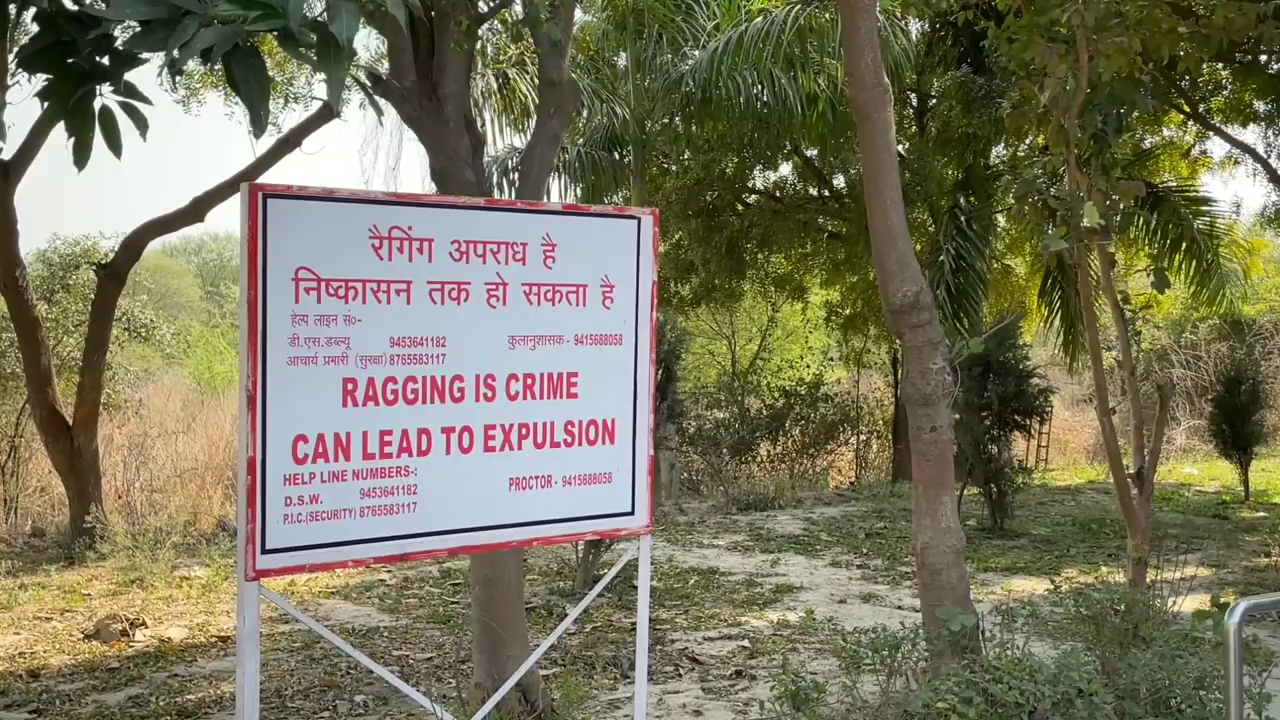 रैगिंग अपराध है
निष्कासन तक हो सकता है
हेल्प लाइन सं०-
डी.एस.डब्ल्यू 9453641182 कुलानुशासक - 9415688058
आचार्य प्रभारी (सुरक्षा) 8765583117
RAGGING IS CRIME
CAN LEAD TO EXPULSION
HELP LINE NUMBERS-:
D.S.W. 9453641182 PROCTOR - 9415688058
P.I.C.(SECURITY) 8765583117